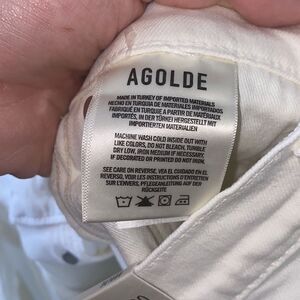 AGOLDE
MADE IN TURKEY OF IMPORTED MATERIALS
HECHO EN TURQUIA DE MATERIALES IMPORTADOS
FABRIQUÉ EN TURQUIE A PARTIR DE MATÉRIAUX
IMPORTÉS, IN DER TÜRKEI HERGESTELLT MIT
IMPORTIERTEN MATERIALIEN
MACHINE WASH COLD INSIDE OUT WITH
LIKE COLORS, DO NOT BLEACH, TUMBLE
DRY LOW, IRON MEDIUM IF NECESSARY.
IF DECORATED OR PRINTED DO NOT IRON.
SEE CARE ON REVERSE, VEA EL CUIDADO EN EL
REVERSO, VOIR LES INSTRUCTIONS D'ENTRETIEN
SUR L'ENVERS, PFLEGEANLEITUNG AUF DER
RÜCKSEITE